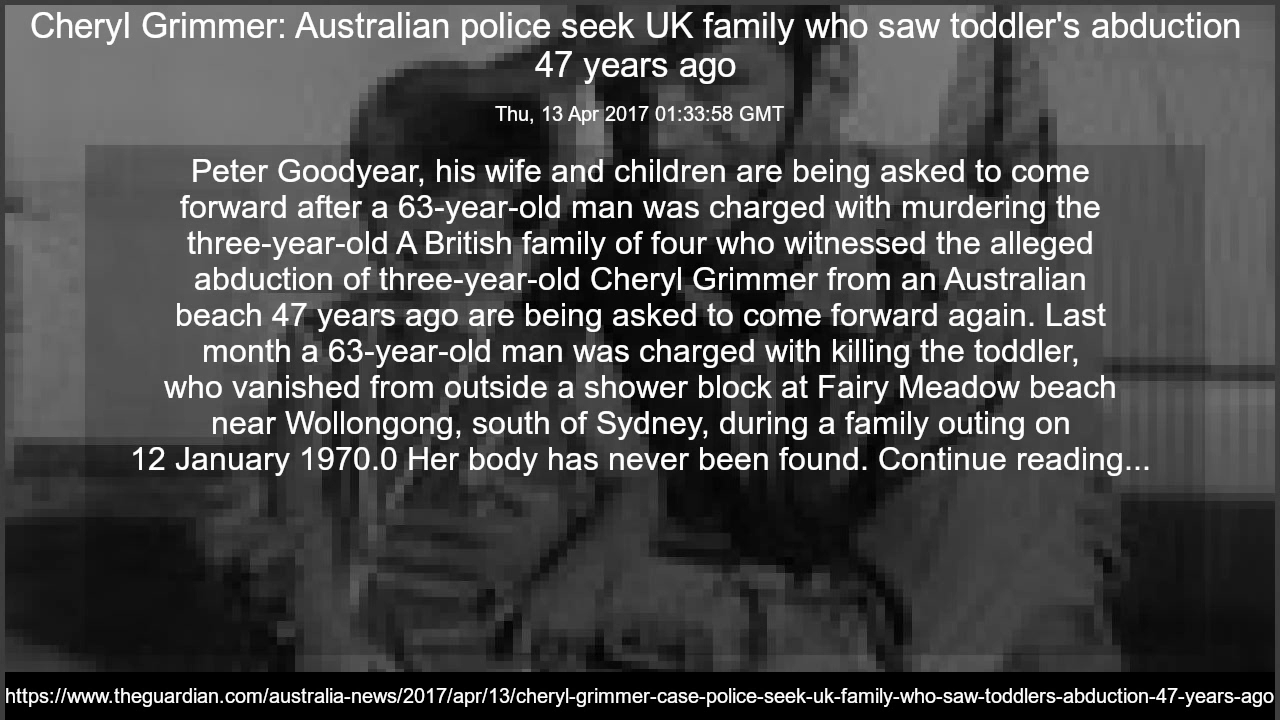 Cheryl Grimmer: Australian police seek UK family who saw toddler's abduction
47 years ago
Thu, 13 Apr 2017 01:33:58 GMT
Peter Goodyear, his wife and children are being asked to come
forward after a 63-year-old man was charged with murdering the
three-year-old A British family of four who witnessed the alleged
abduction of three-year-old Cheryl Grimmer from an Australian
beach 47 years ago are being asked to come forward again. Last
month a 63-year-old man was charged with killing the toddler,
who vanished from outside a shower block at Fairy Meadow beach
near Wollongong, south of Sydney, during a family outing on
12 January 1970.0 Her body has never been found. Continue reading...
https://www.theguardian.com/australia-news/2017/apr/13/cheryl-grimmer-case-police-seek-uk-family-who-saw-toddlers-abduction-47-years-ago